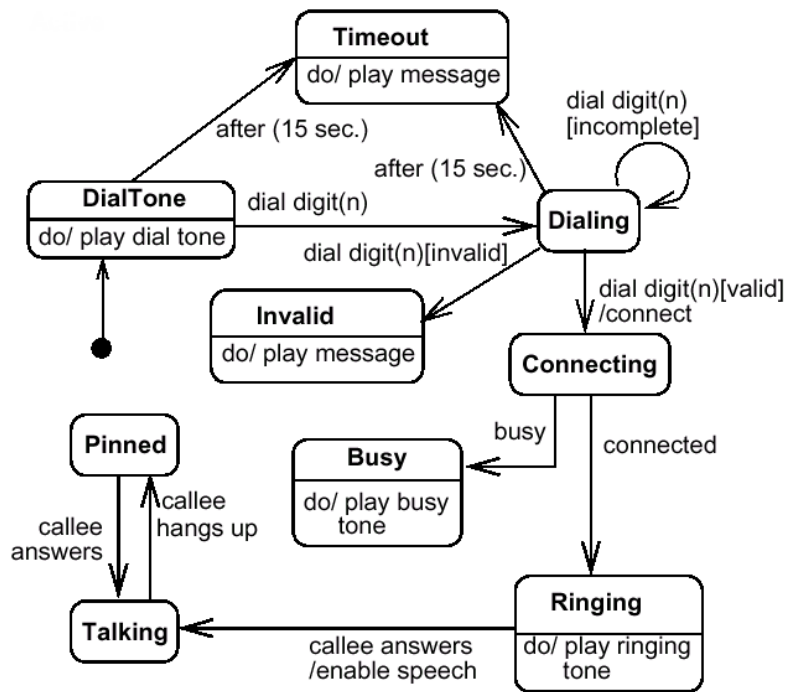 Timeout
do/ play message
dial digit(n)
[incomplete]
after (15 sec.)
after (15 sec.)
DialTone
do/ play dial tone
dial digit(n)
Dialing
dial digit(n)[invalid]
Invalid
do/ play message
dial digit(n)[valid]
/connect
Connecting
Pinned
busy
connected
Busy
do/ play busy
tone
callee
hangs up
callee
answers
Talking
Ringing
do/ play ringing
tone
callee answers
/enable speech